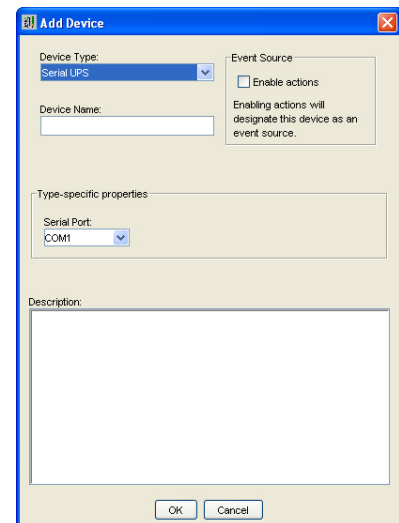 Add Device
Device Type:
Serial UPS
Device Name:
Event Source
Enable actions
Enabling actions will
designate this device as an
event source.
Type-specific properties
Serial Port:
COM1
Description:
OK
Cancel